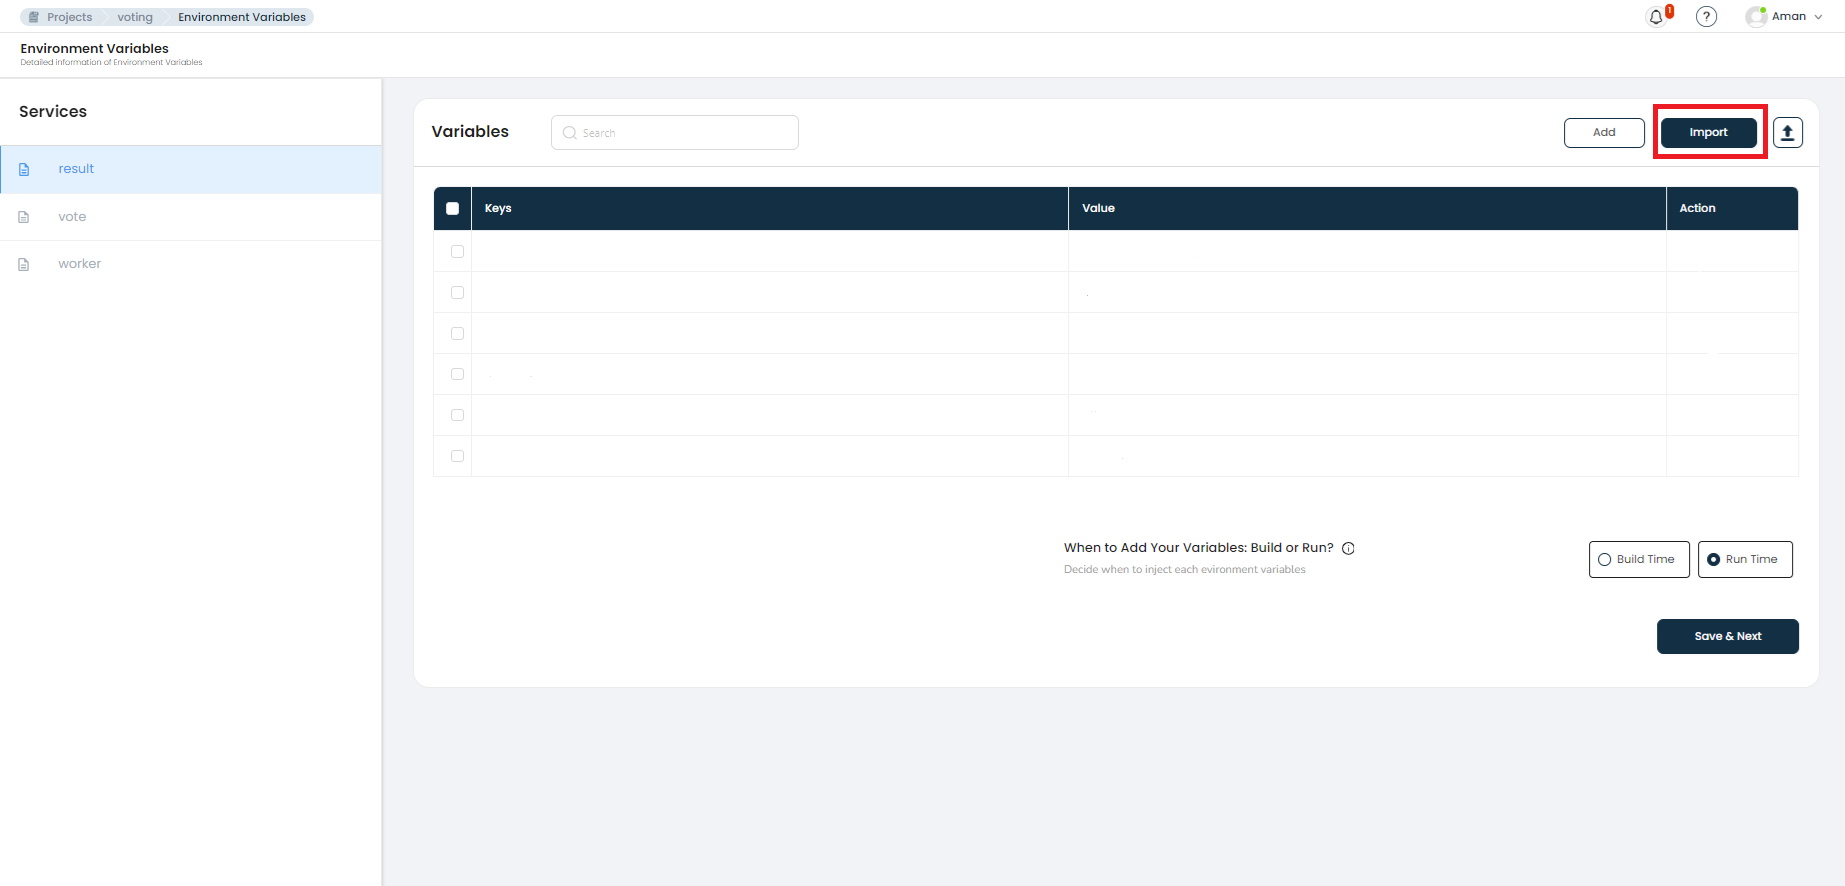 Projects voting Environment Variables
1
?
Aman
Environment Variables
Detailed information of Environment Variables
Services
result
vote
worker
Variables
Search
Add
Import
Keys Value Action
When to Add Your Variables: Build or Run?
Decide when to inject each evironment variables
Build Time
Run Time
Save & Next